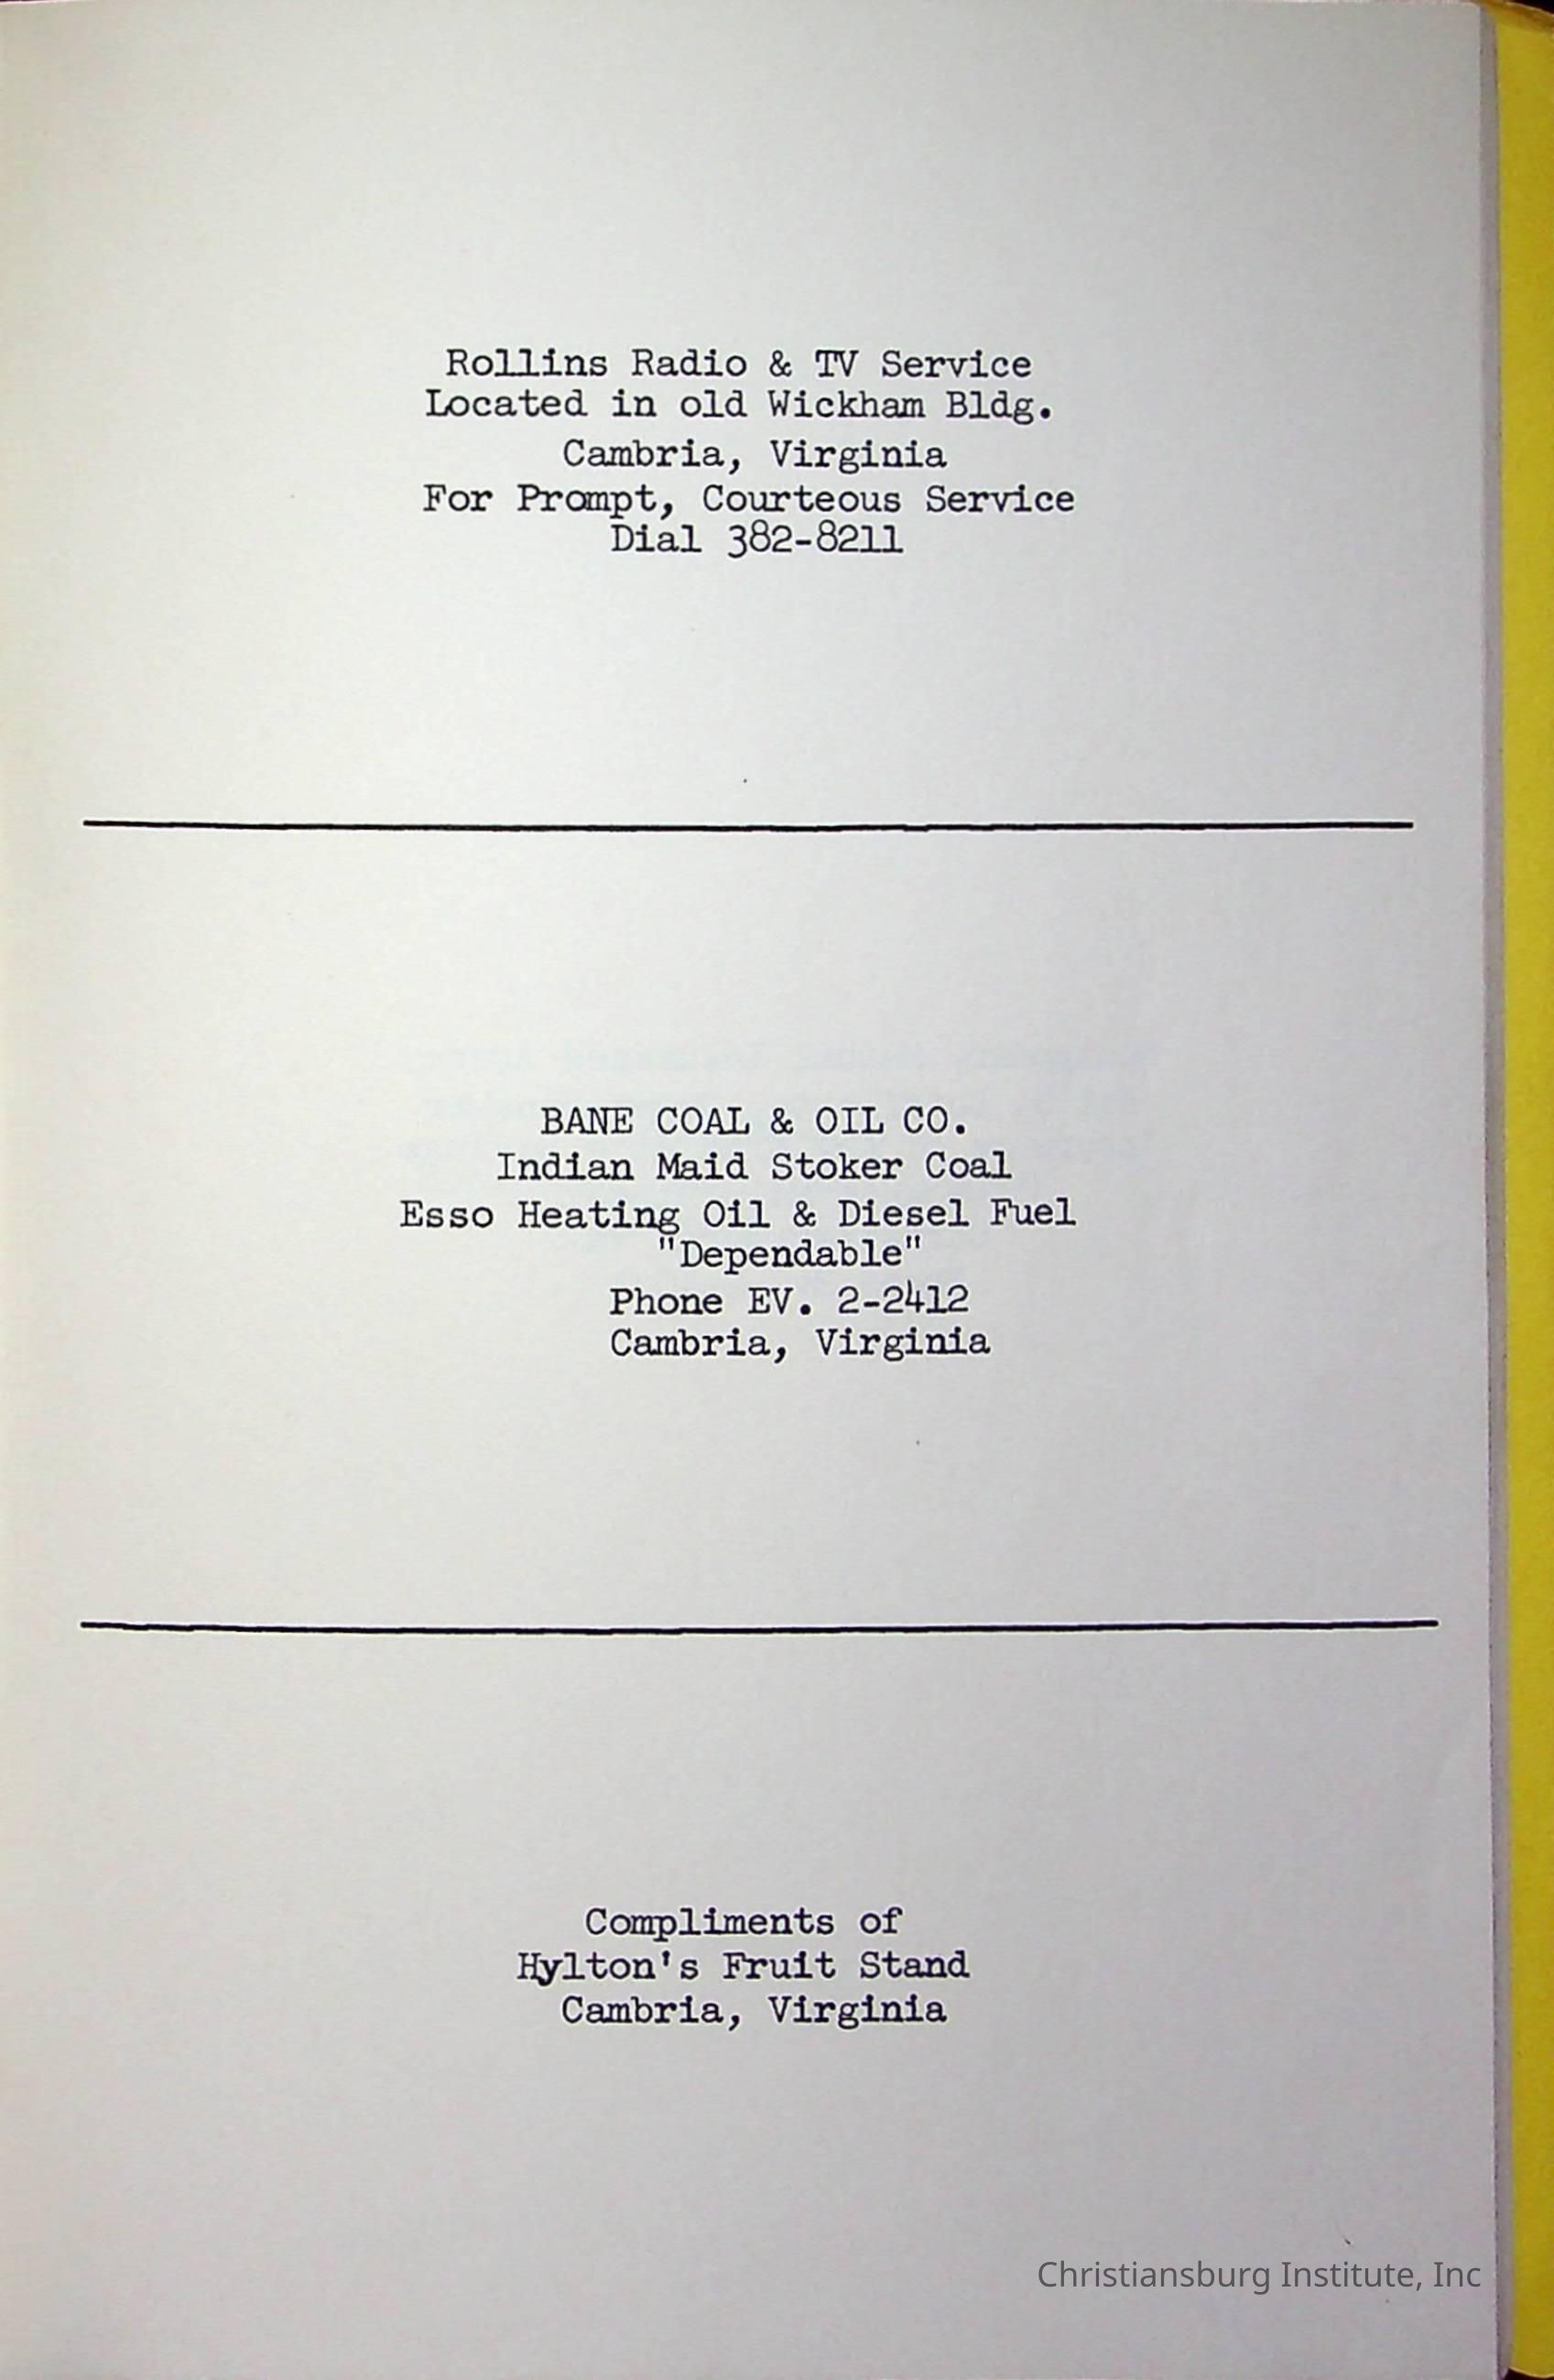 Rollins Radio & TV Service
Located in old Wickham Bldg.
Cambria, Virginia
For Prompt, Courteous Service
Dial 382-8211
BANE COAL & OIL CO.
Indian Maid Stoker Coal
Esso Heating Oil & Diesel Fuel
"Dependable"
Phone EV. 2-2412
Cambria, Virginia
Compliments of
Hylton's Fruit Stand
Cambria, Virginia
Christiansburg Institute, Inc